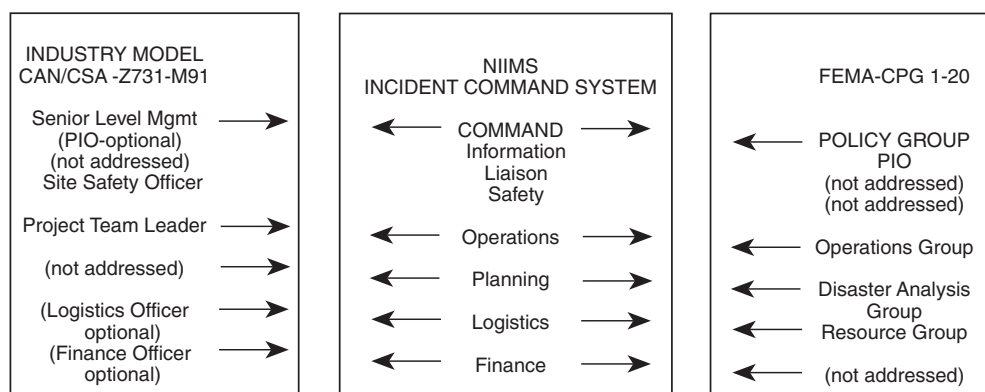 INDUSTRY MODEL
CAN/CSA -Z731-M91
Senior Level Mgmt
(PIO-optional)
(not addressed)
Site Safety Officer
Project Team Leader
(not addressed)
(Logistics Officer
optional)
(Finance Officer
optional)
NIIMS
INCIDENT COMMAND SYSTEM
COMMAND
Information
Liaison
Safety
Operations
Planning
Logistics
Finance
FEMA-CPG 1-20
POLICY GROUP
PIO
(not addressed)
(not addressed)
Operations Group
Disaster Analysis
Group
Resource Group
(not addressed)